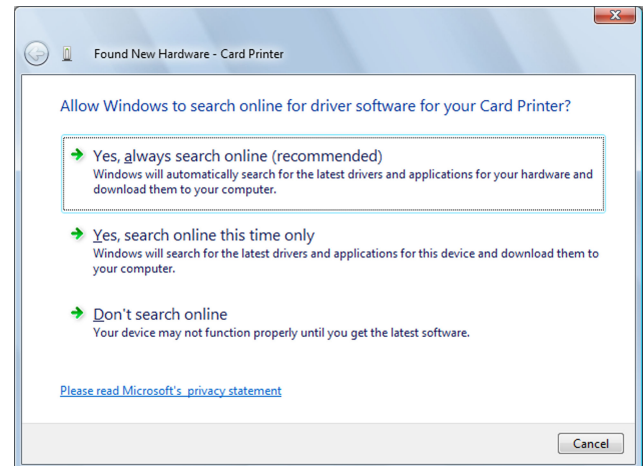 Found New Hardware - Card Printer
Allow Windows to search online for driver software for your Card Printer?
Yes, always search online (recommended)
Windows will automatically search for the latest drivers and applications for your hardware and
download them to your computer.
Yes, search online this time only
Windows will search for the latest drivers and applications for this device and download them to
your computer.
Don't search online
Your device may not function properly until you get the latest software.
Please read Microsoft's privacy statement
Cancel